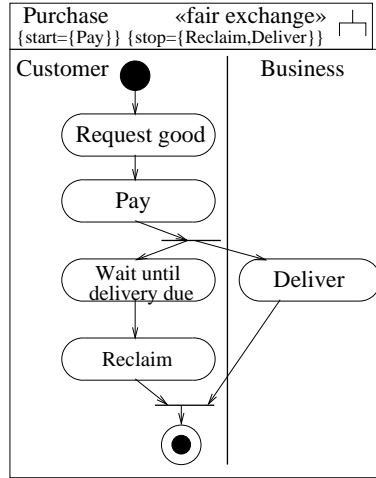 Purchase «fair exchange»
{start={Pay}} {stop={Reclaim,Deliver}}
Customer Business
Request good
Pay
Wait until
delivery due
Deliver
Reclaim